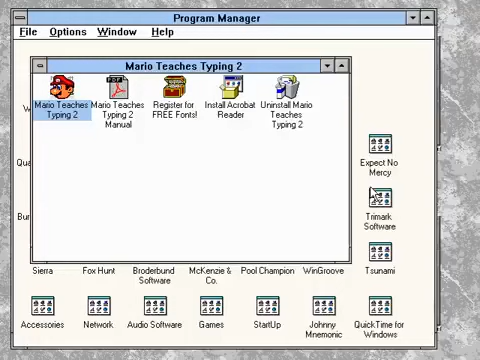 Program Manager
File Options Window Help
Mario Teaches Typing 2
Mario Teaches
Typing 2
Mario Teaches
Typing 2
Manual
Register for
FREE Fonts!
Install Acrobat
Reader
Uninstall Mario
Teaches
Typing 2
Expect No
Mercy
Trimark
Software
Sierra
Fox Hunt
Broderbund
Software
McKenzie &
Co.
Pool Champion
WinGroove
Tsunami
Accessories
Network
Audio Software
Games
StartUp
Johnny
Mnemonic
QuickTime for
Windows